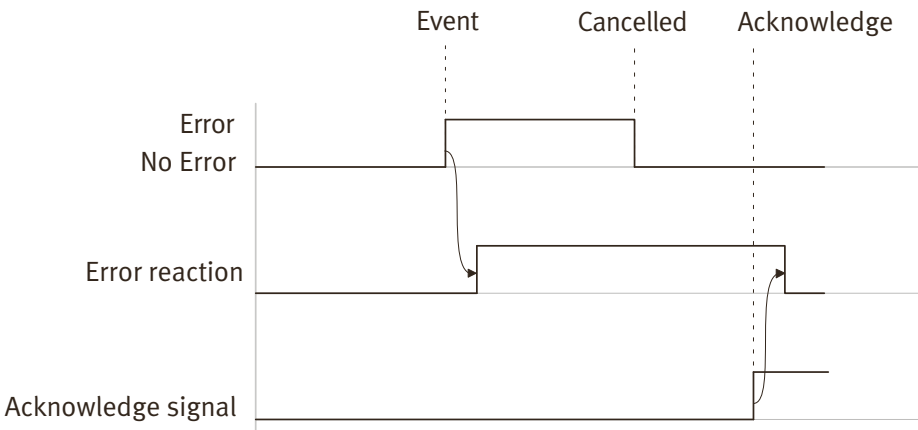 Event Cancelled Acknowledge
Error
No Error
Error reaction
Acknowledge signal